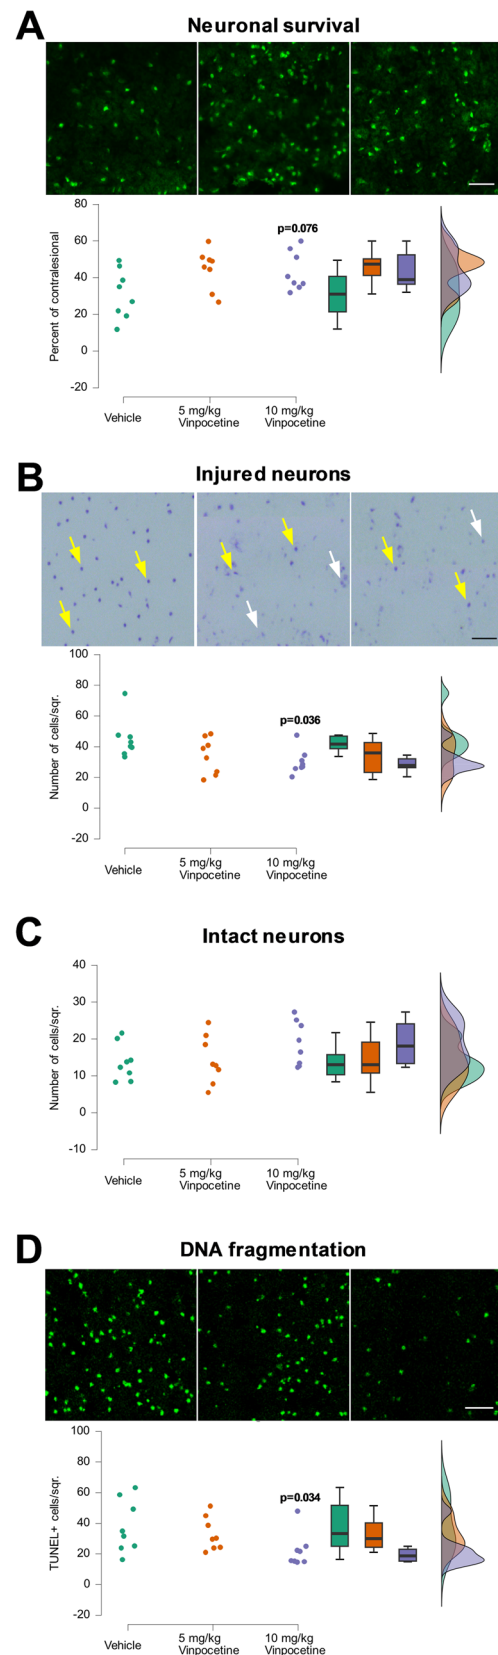 A
Neuronal survival
80
60
40
20
0
-20
Percent of contralesional
p=0.076
Vehicle
5 mg/kg
Vinpocetine
10 mg/kg
Vinpocetine
B
Injured neurons
100
80
60
40
20
0
-20
Number of cells/sqr.
p=0.036
Vehicle
5 mg/kg
Vinpocetine
10 mg/kg
Vinpocetine
C
Intact neurons
40
30
20
10
0
-10
Number of cells/sqr.
Vehicle
5 mg/kg
Vinpocetine
10 mg/kg
Vinpocetine
D
DNA fragmentation
100
80
60
40
20
0
-20
TUNEL+ cells/sqr.
p=0.034
Vehicle
5 mg/kg
Vinpocetine
10 mg/kg
Vinpocetine